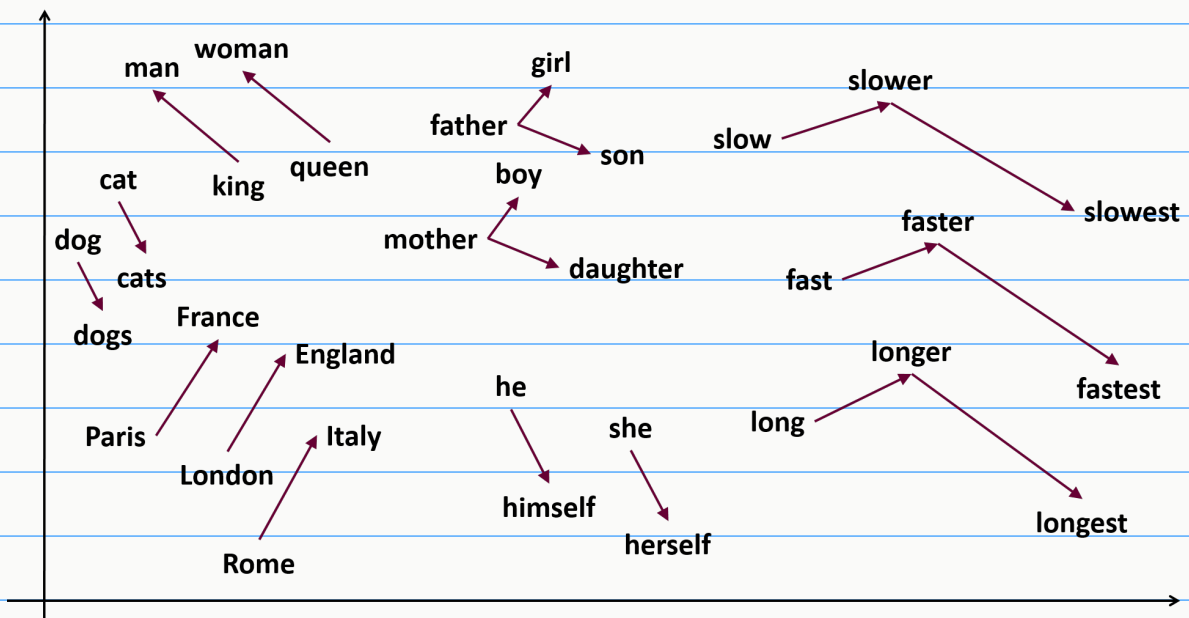 woman
man
king
queen
cat
dog
cats
dogs
France
England
Paris
Italy
London
Rome
girl
father
son
boy
mother
daughter
he
she
himself
herself
slower
slow
slowest
faster
fast
fastest
longer
long
longest